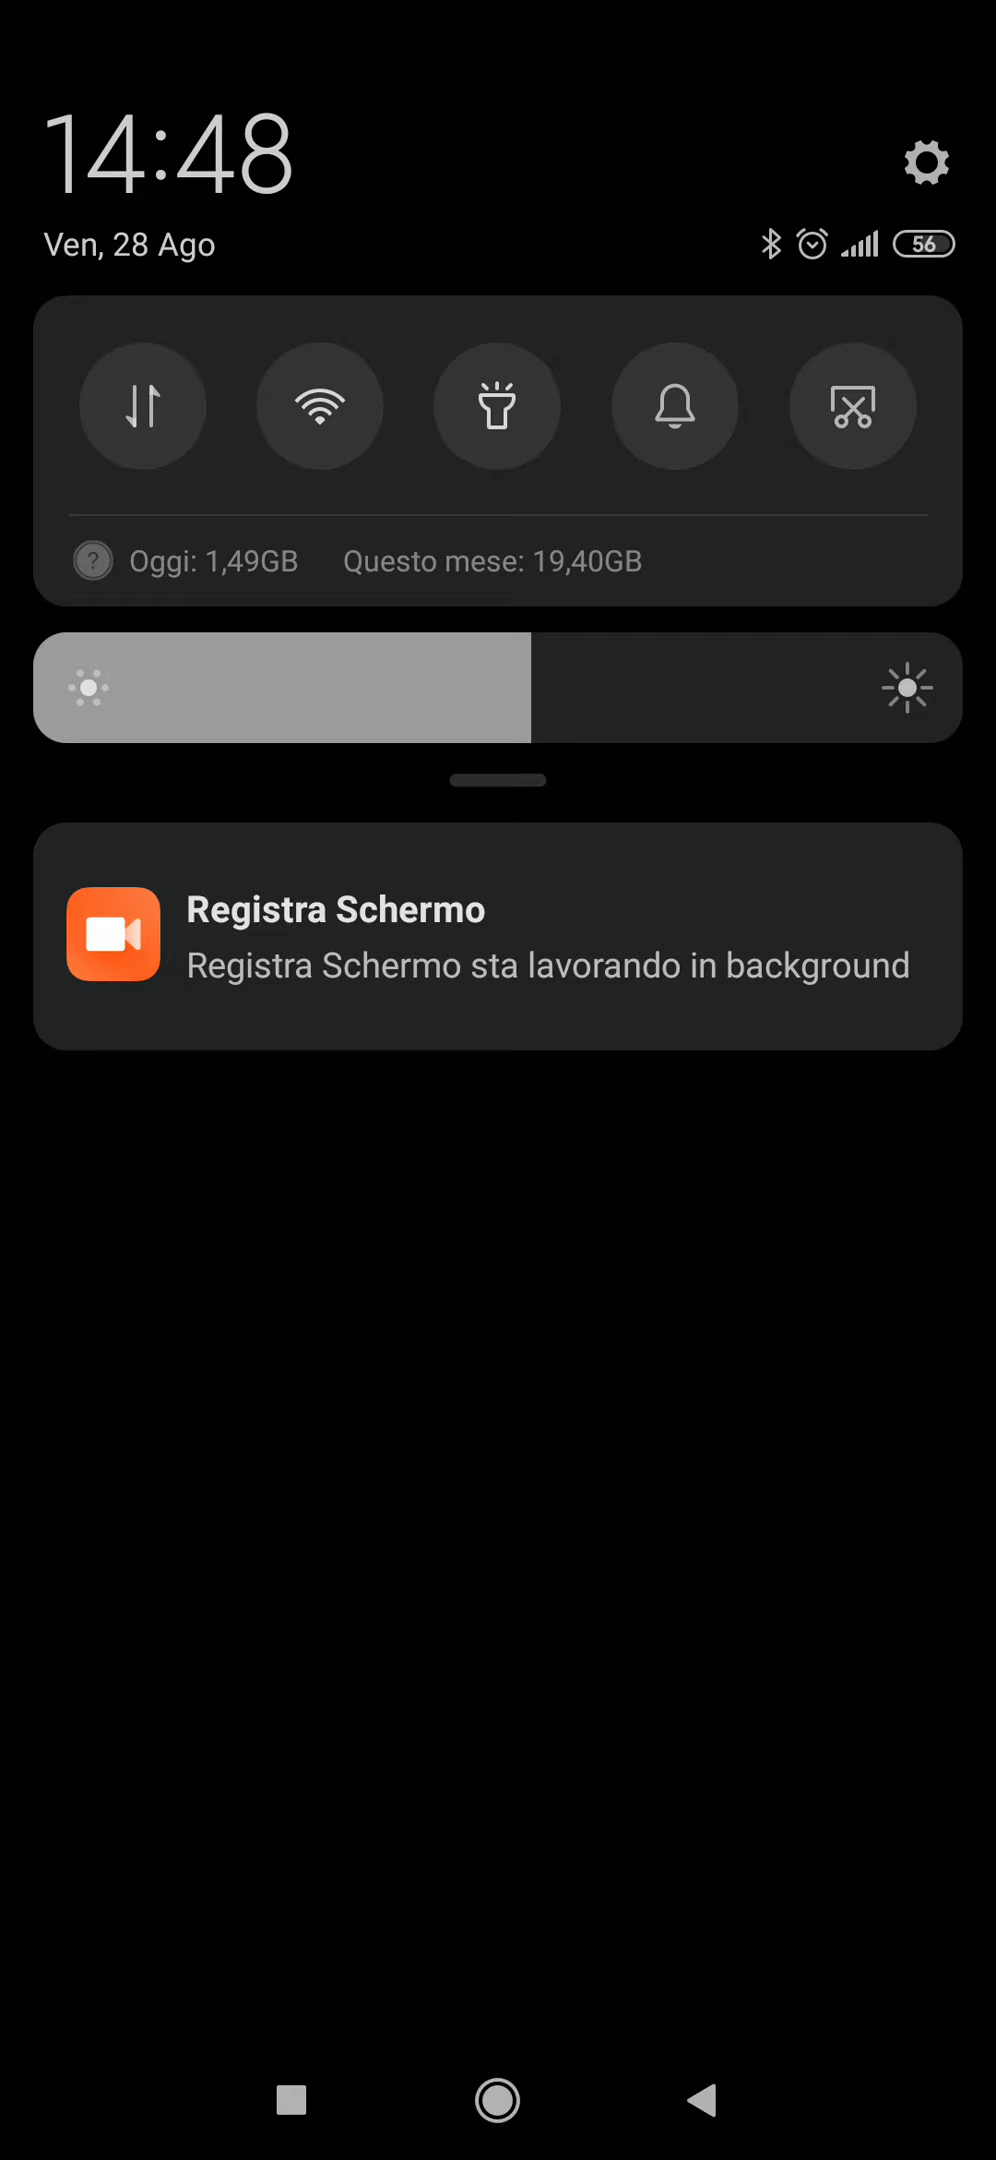 14:48
Ven, 28 Ago
56
? Oggi: 1,49GB Questo mese: 19,40GB
Registra Schermo
Registra Schermo sta lavorando in background